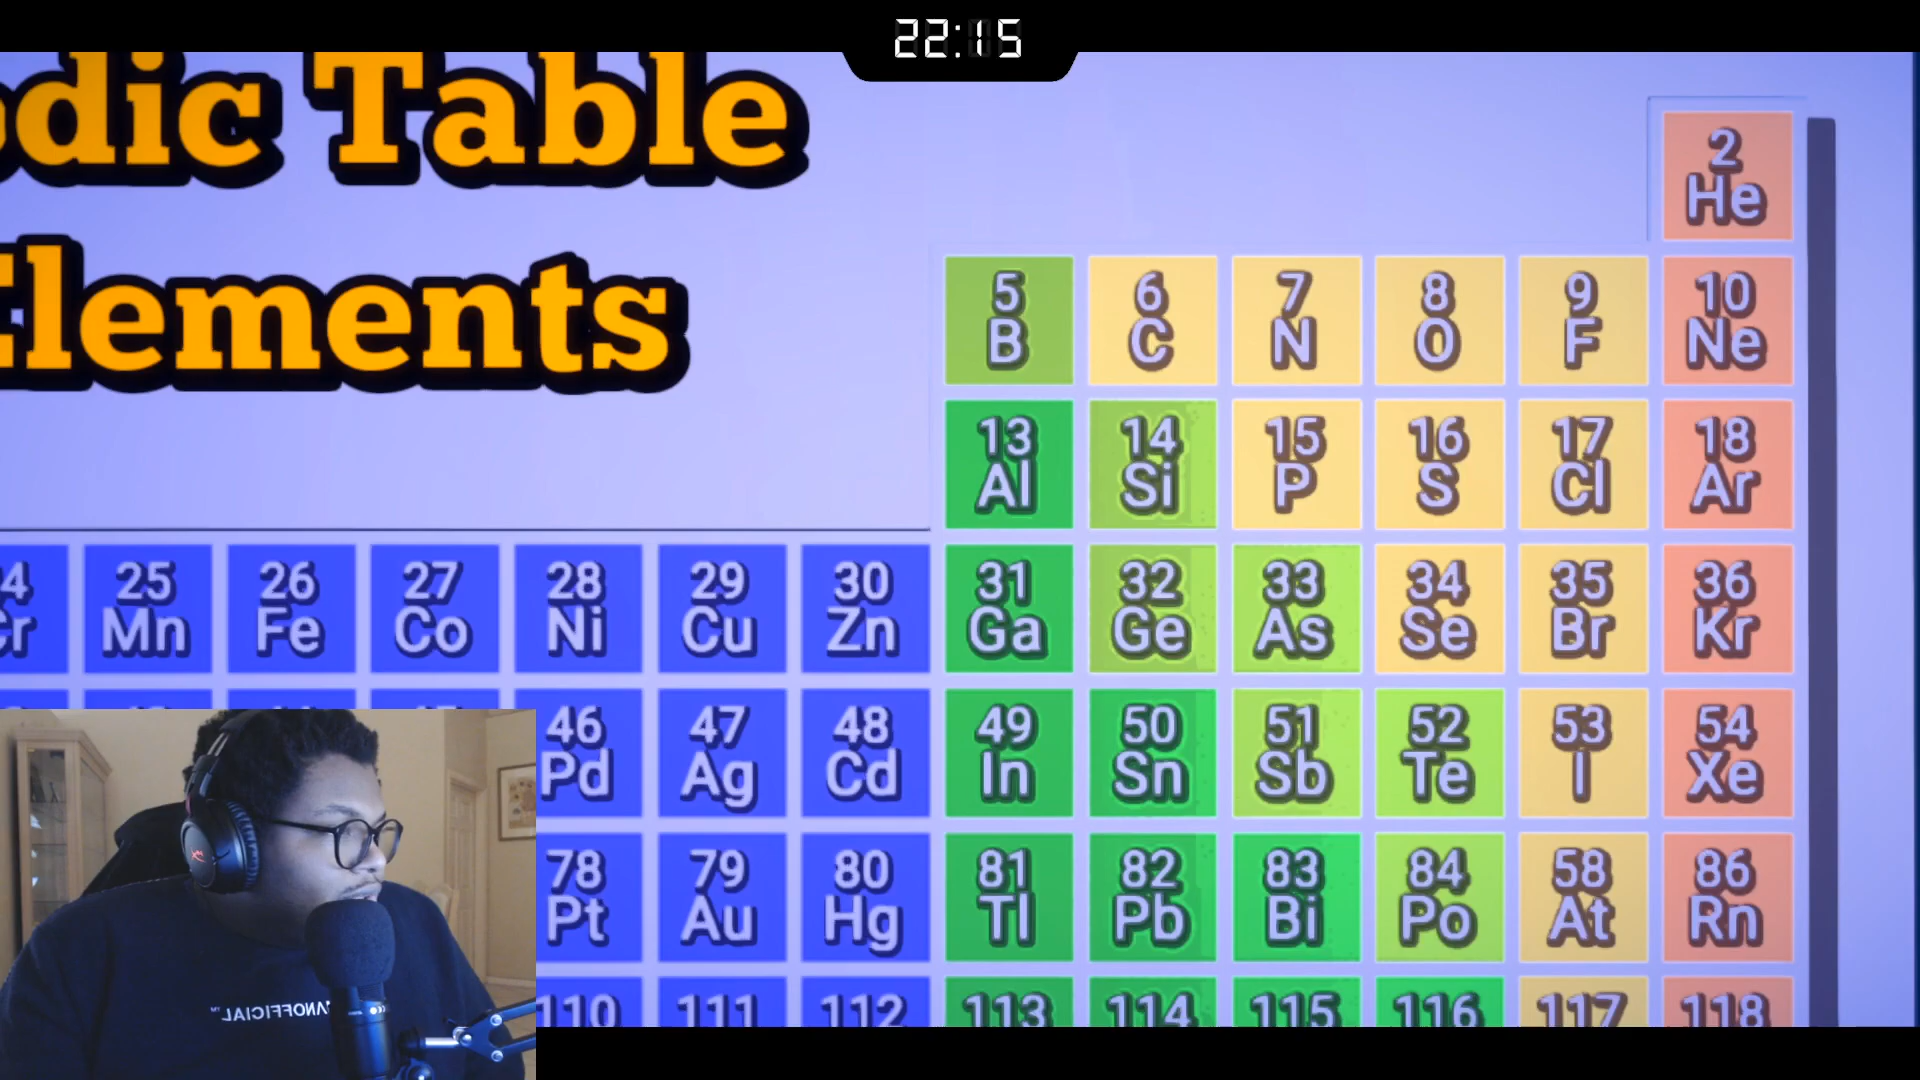 22:15
odic Table
Elements
2
He
5 6 7 8 9 10
B C N O F Ne
13 14 15 16 17 18
Al Si P S Cl Ar
4 25 26 27 28 29 30 31 32 33 34 35 36
Cr Mn Fe Co Ni Cu Zn Ga Ge As Se Br Kr
46 47 48 49 50 51 52 53 54
Pd Ag Cd In Sn Sb Te I Xe
78 79 80 81 82 83 84 58 86
Pt Au Hg Tl Pb Bi Po At Rn
110 111 112 113 114 115 116 117 118
ANOFFICIAL™